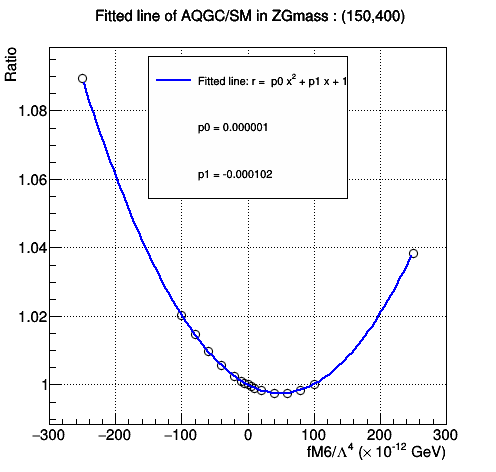 Fitted line of AQGC/SM in ZGmass : (150,400)
Ratio
Fitted line: r = p0 x² + p1 x + 1
p0 = 0.000001
p1 = -0.000102
1.08
1.06
1.04
1.02
1
−300 −200 −100 0 100 200 300
fM6/Λ⁴ (× 10⁻¹² GeV)